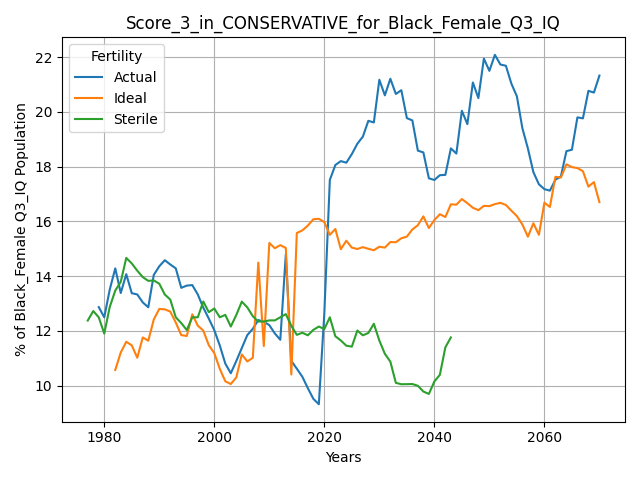 Score_3_in_CONSERVATIVE_for_Black_Female_Q3_IQ
% of Black_Female Q3_IQ Population
22
20
18
16
14
12
10
Fertility
Actual
Ideal
Sterile
1980
2000
2020
2040
2060
Years